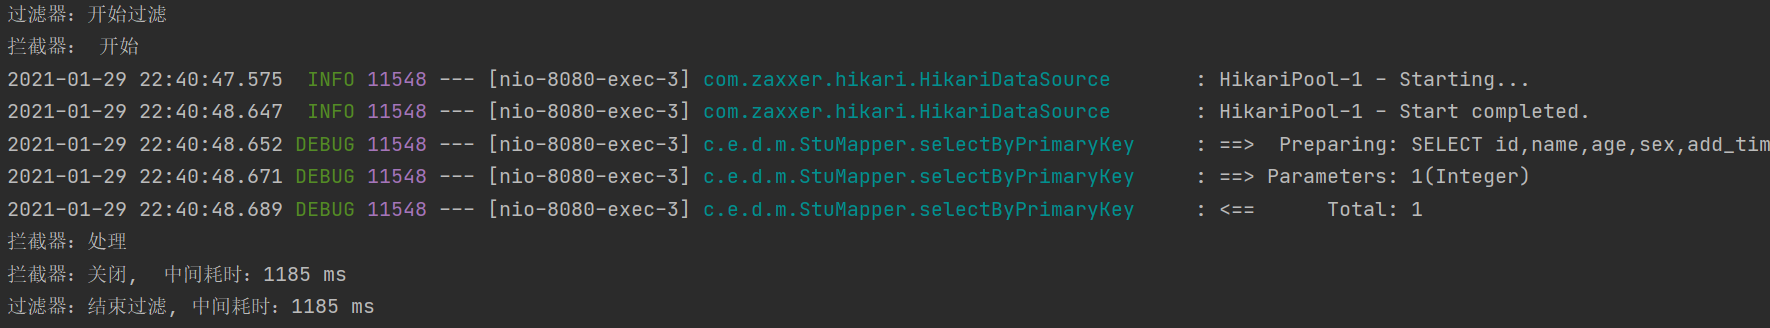 过滤器：开始过滤
拦截器： 开始
2021-01-29 22:40:47.575  INFO 11548 --- [nio-8080-exec-3] com.zaxxer.hikari.HikariDataSource       : HikariPool-1 - Starting...
2021-01-29 22:40:48.647  INFO 11548 --- [nio-8080-exec-3] com.zaxxer.hikari.HikariDataSource       : HikariPool-1 - Start completed.
2021-01-29 22:40:48.652 DEBUG 11548 --- [nio-8080-exec-3] c.e.d.m.StuMapper.selectByPrimaryKey     : ==>  Preparing: SELECT id,name,age,sex,add_tim
2021-01-29 22:40:48.671 DEBUG 11548 --- [nio-8080-exec-3] c.e.d.m.StuMapper.selectByPrimaryKey     : ==> Parameters: 1(Integer)
2021-01-29 22:40:48.689 DEBUG 11548 --- [nio-8080-exec-3] c.e.d.m.StuMapper.selectByPrimaryKey     : <==      Total: 1
拦截器：处理
拦截器：关闭,  中间耗时：1185 ms
过滤器：结束过滤, 中间耗时：1185 ms